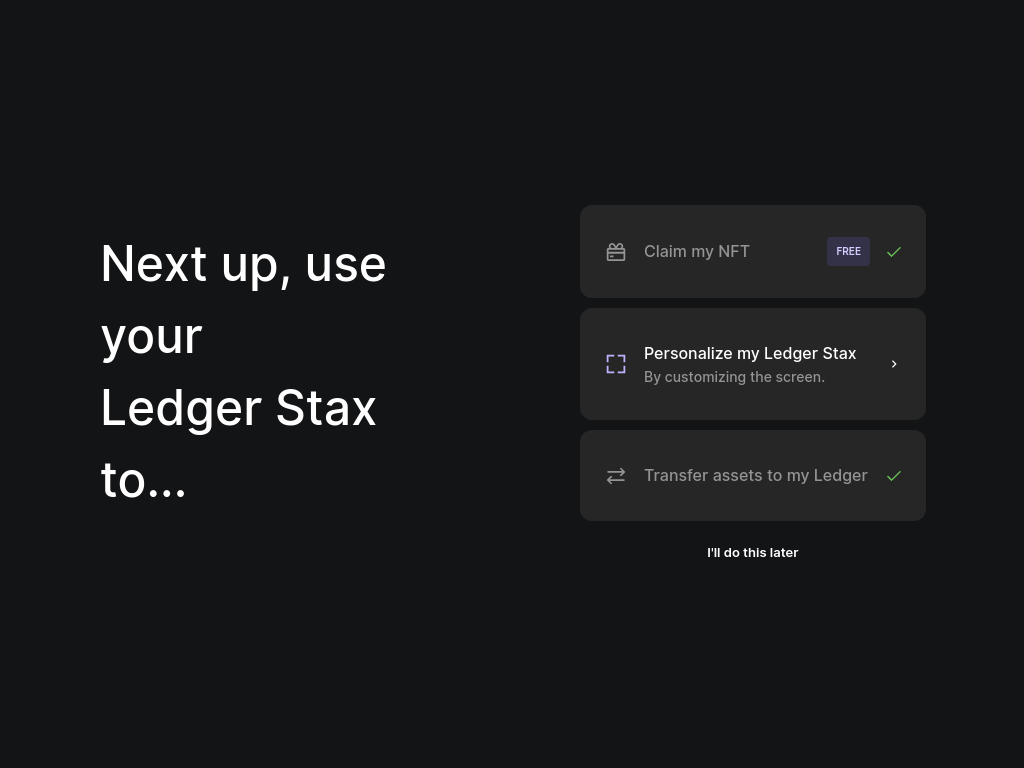 Next up, use
your
Ledger Stax
to...
Claim my NFT
FREE
Personalize my Ledger Stax
By customizing the screen.
Transfer assets to my Ledger
I'll do this later